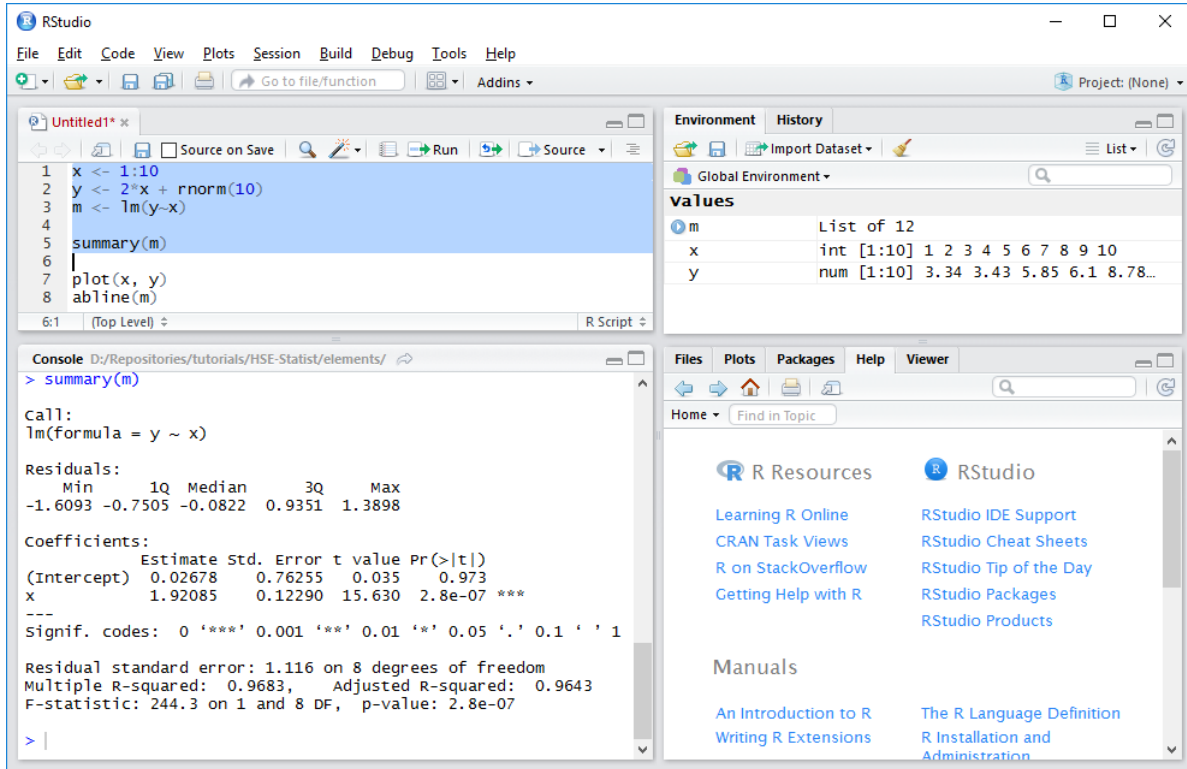 RStudio
File Edit Code View Plots Session Build Debug Tools Help
Go to file/function Addins Project: (None)
Untitled1*
Source on Save Run Source
1 x <- 1:10
2 y <- 2*x + rnorm(10)
3 m <- lm(y~x)
4
5 summary(m)
6
7 plot(x, y)
8 abline(m)
6:1 (Top Level) R Script
Console D:/Repositories/tutorials/HSE-Statist/elements/
> summary(m)
Call:
lm(formula = y ~ x)
Residuals:
Min 1Q Median 3Q Max
-1.6093 -0.7505 -0.0822 0.9351 1.3898
Coefficients:
Estimate Std. Error t value Pr(>|t|)
(Intercept) 0.02678 0.76255 0.035 0.973
x 1.92085 0.12290 15.630 2.8e-07 ***
---
Signif. codes: 0 ‘***’ 0.001 ‘**’ 0.01 ‘*’ 0.05 ‘.’ 0.1 ‘ ’ 1
Residual standard error: 1.116 on 8 degrees of freedom
Multiple R-squared: 0.9683, Adjusted R-squared: 0.9643
F-statistic: 244.3 on 1 and 8 DF, p-value: 2.8e-07
>
Environment History
Import Dataset List
Global Environment
Values
m List of 12
x int [1:10] 1 2 3 4 5 6 7 8 9 10
y num [1:10] 3.34 3.43 5.85 6.1 8.78…
Files Plots Packages Help Viewer
Home Find in Topic
R R Resources R RStudio
Learning R Online RStudio IDE Support
CRAN Task Views RStudio Cheat Sheets
R on StackOverflow RStudio Tip of the Day
Getting Help with R RStudio Packages
RStudio Products
Manuals
An Introduction to R The R Language Definition
Writing R Extensions R Installation and
Administration